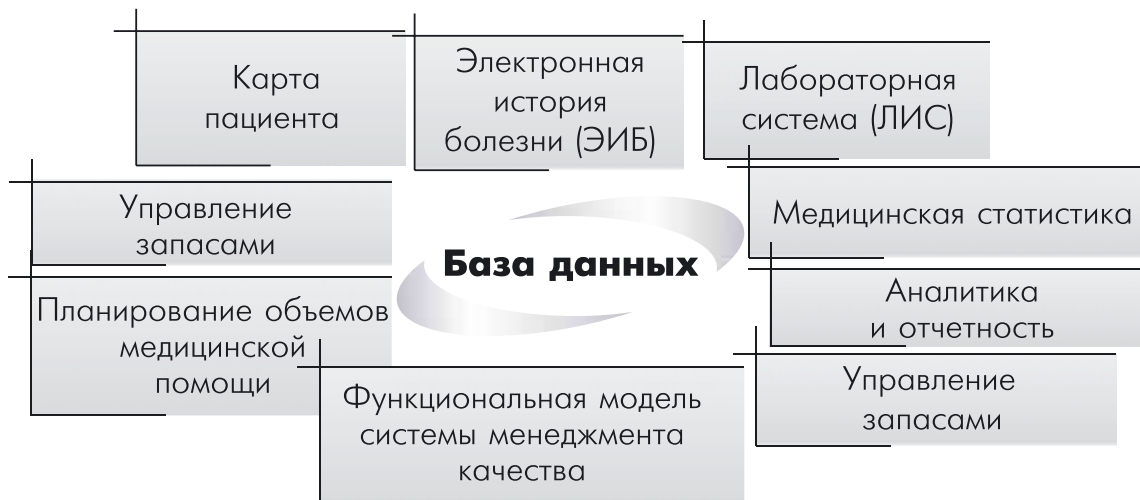 Карта
пациента
Электронная
история
болезни (ЭИБ)
Лабораторная
система (ЛИС)
Управление
запасами
Медицинская статистика
База данных
Планирование объемов
медицинской
помощи
Аналитика
и отчетность
Функциональная модель
системы менеджмента
качества
Управление
запасами